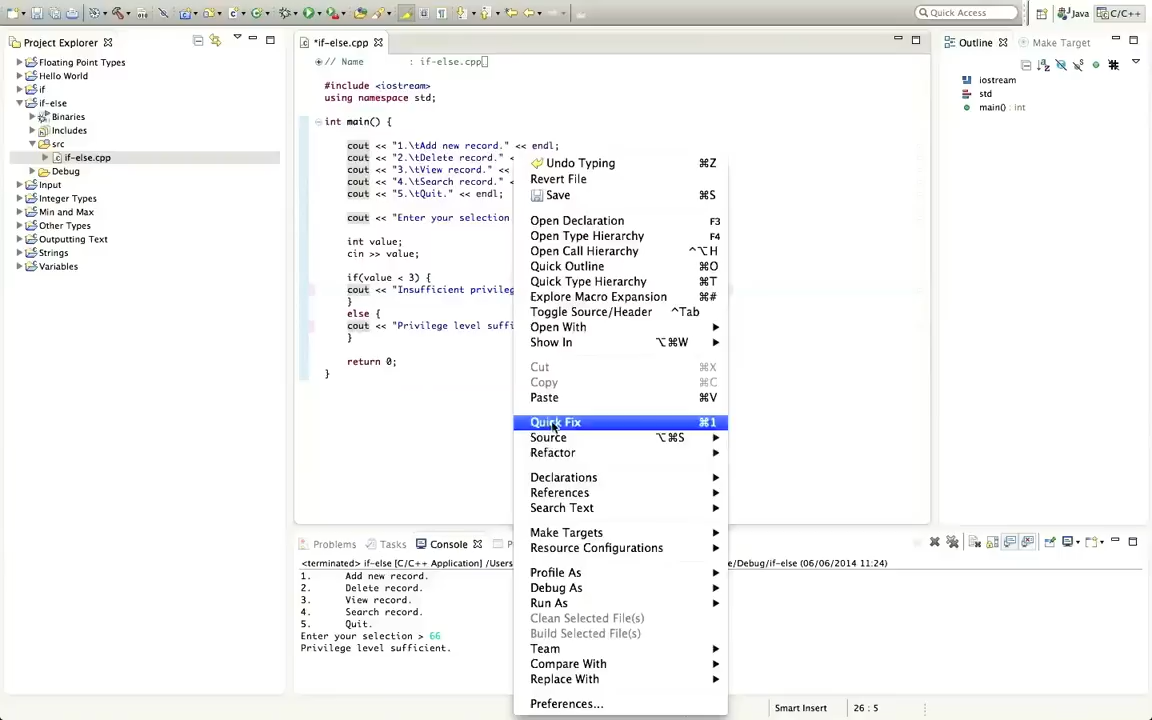 Quick Access
Java
C/C++
Project Explorer
Floating Point Types
Hello World
if
if-else
Binaries
Includes
src
if-else.cpp
Debug
Input
Integer Types
Min and Max
Other Types
Outputting Text
Strings
Variables
*if-else.cpp
// Name : if-else.cpp
#include <iostream>
using namespace std;
int main() {
cout << "1.\tAdd new record." << endl;
cout << "2.\tDelete record." <
cout << "3.\tView record." <<
cout << "4.\tSearch record." <
cout << "5.\tQuit." << endl;
cout << "Enter your selection
int value;
cin >> value;
if(value < 3) {
cout << "Insufficient privileg
}
else {
cout << "Privilege level suffi
}
return 0;
}
Undo Typing ⌘Z
Revert File
Save ⌘S
Open Declaration F3
Open Type Hierarchy F4
Open Call Hierarchy ^⌥H
Quick Outline ⌘O
Quick Type Hierarchy ⌘T
Explore Macro Expansion ⌘#
Toggle Source/Header ^Tab
Open With
Show In ⌥⌘W
Cut ⌘X
Copy ⌘C
Paste ⌘V
Quick Fix ⌘1
Source ⌥⌘S
Refactor
Declarations
References
Search Text
Make Targets
Resource Configurations
Profile As
Debug As
Run As
Clean Selected File(s)
Build Selected File(s)
Team
Compare With
Replace With
Preferences...
Outline
Make Target
iostream
std
main() : int
Problems
Tasks
Console
P
<terminated> if-else [C/C++ Application] /Users
e/Debug/if-else (06/06/2014 11:24)
1. Add new record.
2. Delete record.
3. View record.
4. Search record.
5. Quit.
Enter your selection > 66
Privilege level sufficient.
Smart Insert
26 : 5